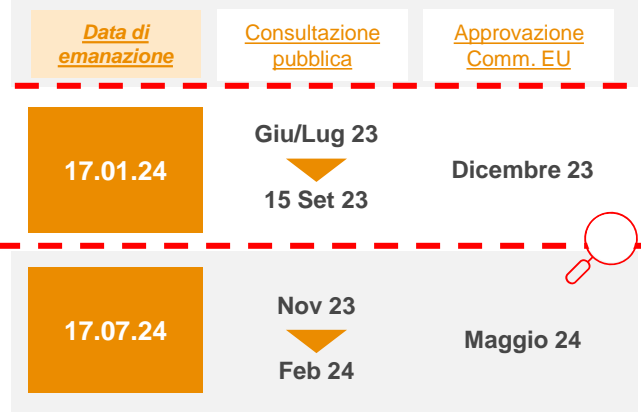 Data di
emanazione
Consultazione
pubblica
Approvazione
Comm. EU
17.01.24
Giu/Lug 23
15 Set 23
Dicembre 23
17.07.24
Nov 23
Feb 24
Maggio 24